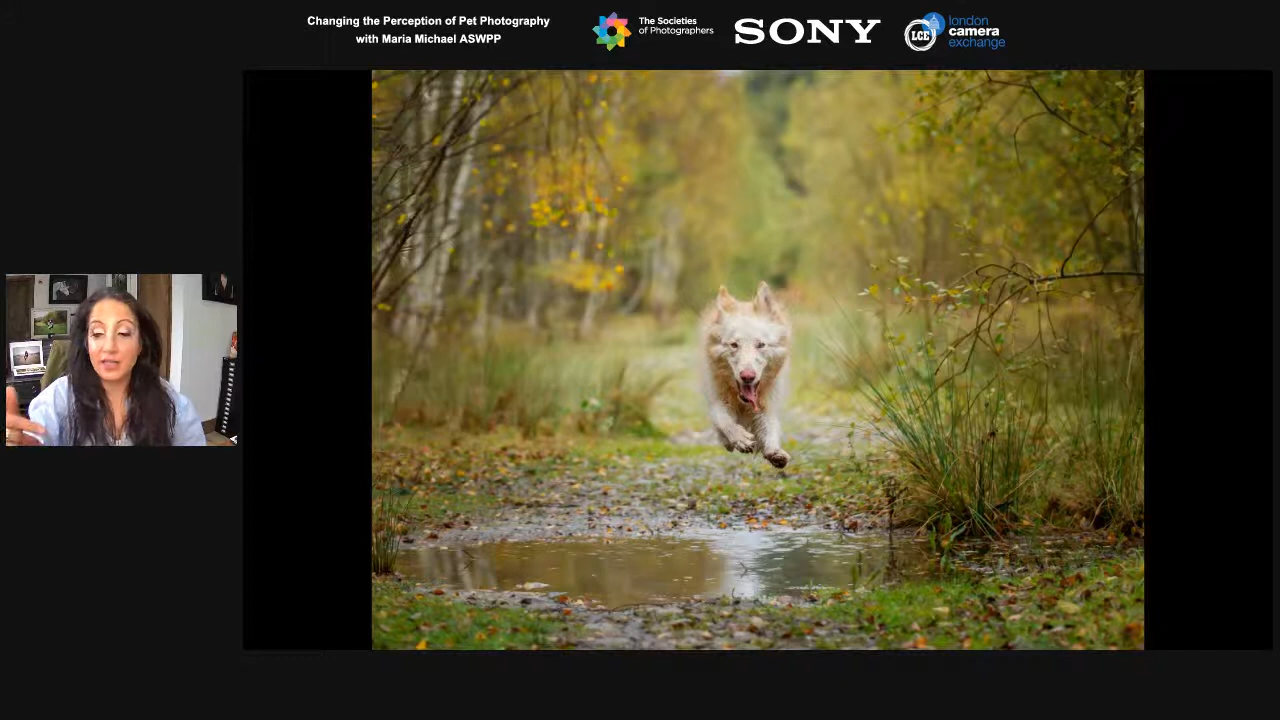 Changing the Perception of Pet Photography
with Maria Michael ASWPP
The Societies
of Photographers
SONY
LCE
london
camera
exchange